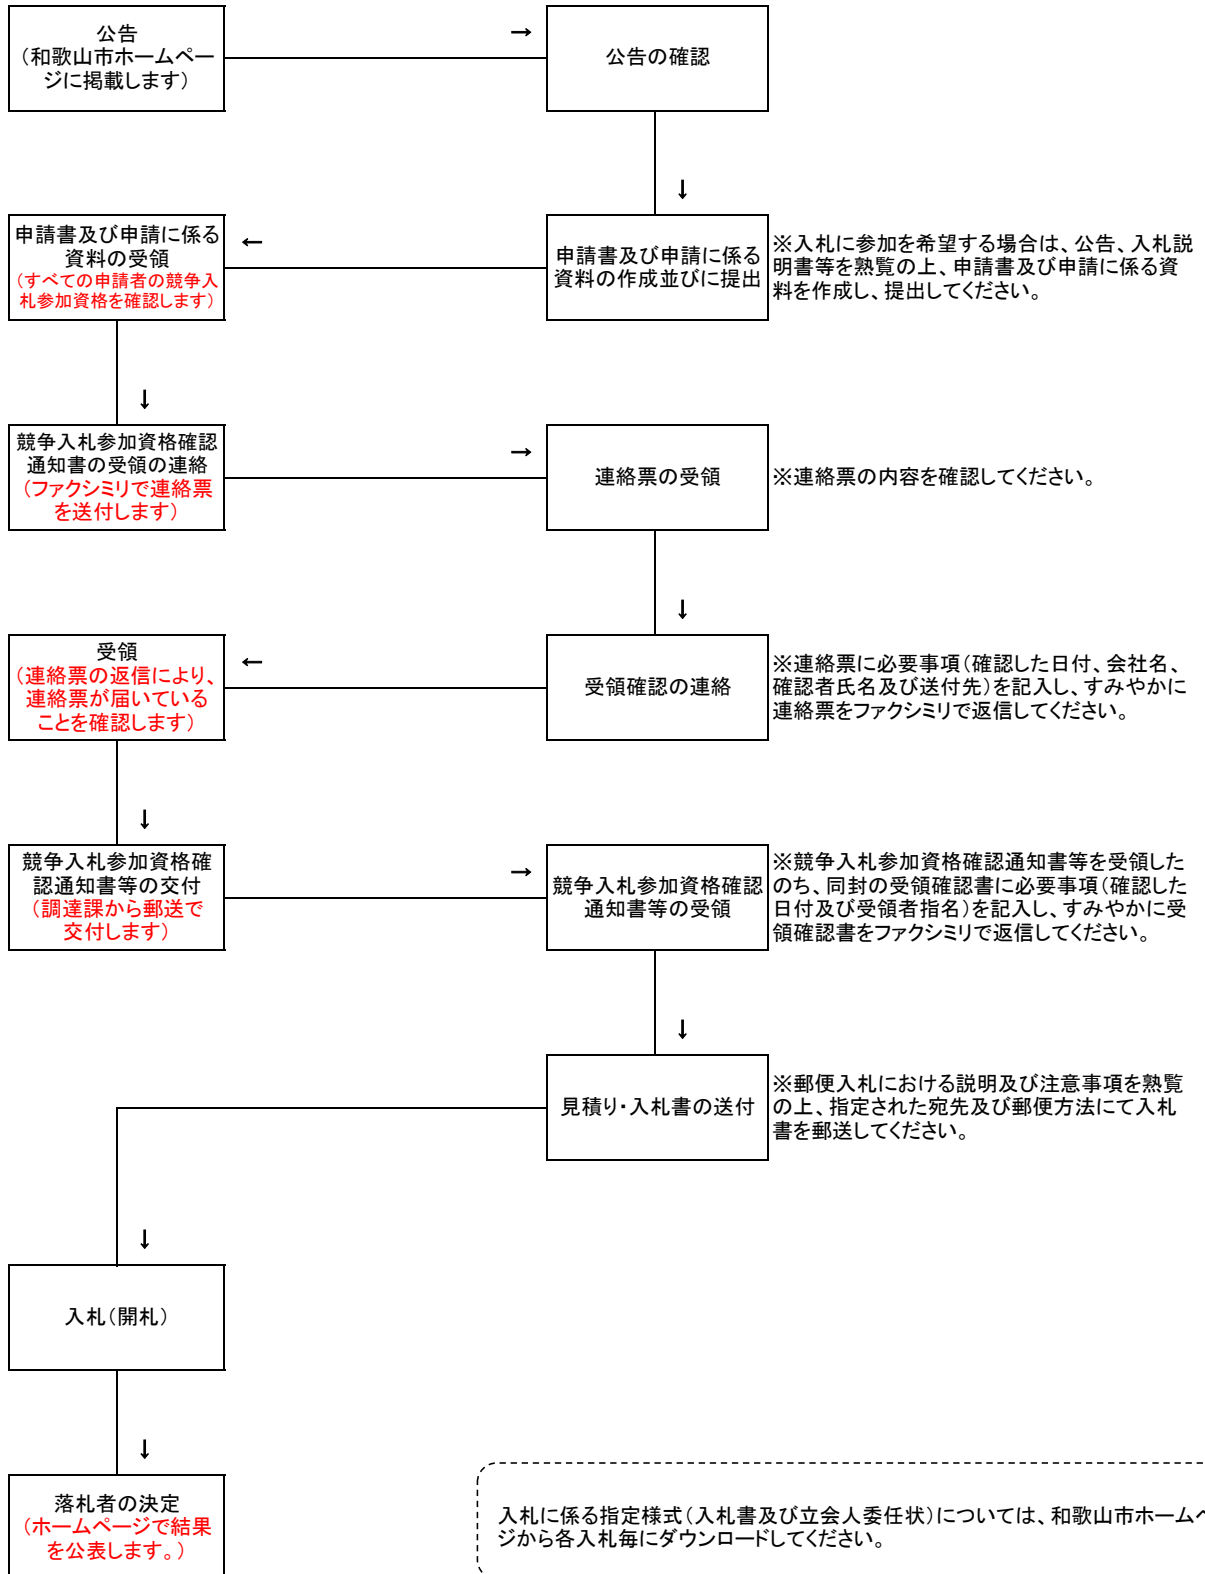 公告
（和歌山市ホームペー
ジに掲載します）
→
公告の確認
↓
申請書及び申請に係る
資料の受領
（すべての申請者の競争入
札参加資格を確認します）
←
申請書及び申請に係る
資料の作成並びに提出
※入札に参加を希望する場合は、公告、入札説
明書等を熟覧の上、申請書及び申請に係る資
料を作成し、提出してください。
↓
競争入札参加資格確認
通知書の受領の連絡
（ファクシミリで連絡票
を送付します）
→
連絡票の受領
※連絡票の内容を確認してください。
↓
受領
（連絡票の返信により、
連絡票が届いている
ことを確認します）
←
受領確認の連絡
※連絡票に必要事項（確認した日付、会社名、
確認者氏名及び送付先）を記入し、すみやかに
連絡票をファクシミリで返信してください。
↓
競争入札参加資格確
認通知書等の交付
（調達課から郵送で
交付します）
→
競争入札参加資格確認
通知書等の受領
※競争入札参加資格確認通知書等を受領した
のち、同封の受領確認書に必要事項（確認した
日付及び受領者指名）を記入し、すみやかに受
領確認書をファクシミリで返信してください。
↓
見積り・入札書の送付
※郵便入札における説明及び注意事項を熟覧
の上、指定された宛先及び郵便方法にて入札
書を郵送してください。
↓
入札（開札）
↓
落札者の決定
（ホームページで結果
を公表します。）
入札に係る指定様式（入札書及び立会人委任状）については、和歌山市ホームペ
ジから各入札毎にダウンロードしてください。